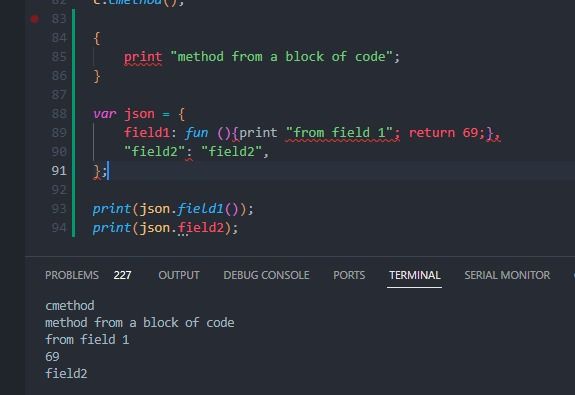 82 c.cmethod();
83
84 {
85 print "method from a block of code";
86 }
87
88 var json = {
89 field1: fun (){print "from field 1"; return 69;},
90 "field2": "field2",
91 };
92
93 print(json.field1());
94 print(json.field2);
PROBLEMS 227 OUTPUT DEBUG CONSOLE PORTS TERMINAL SERIAL MONITOR
cmethod
method from a block of code
from field 1
69
field2